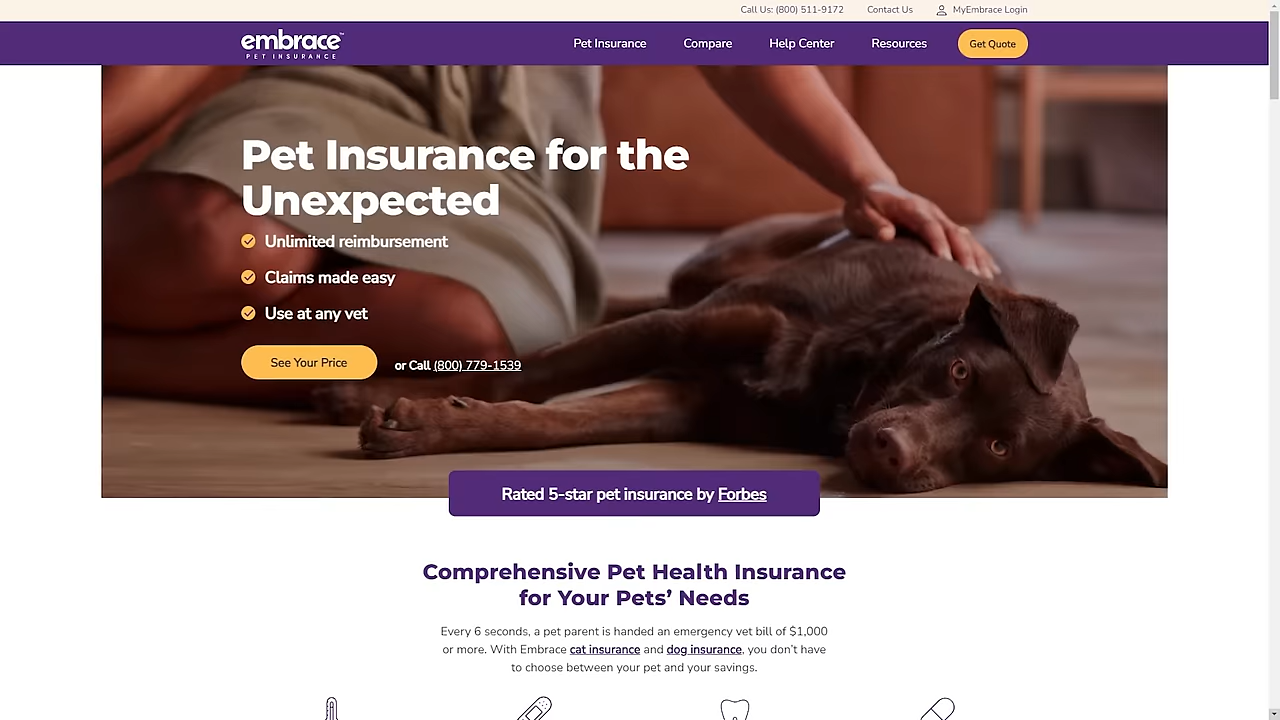 Call Us: (800) 511-9172 Contact Us MyEmbrace Login
embrace™
PET INSURANCE
Pet Insurance Compare Help Center Resources Get Quote
Pet Insurance for the
Unexpected
Unlimited reimbursement
Claims made easy
Use at any vet
See Your Price or Call (800) 779-1539
Rated 5-star pet insurance by Forbes
Comprehensive Pet Health Insurance
for Your Pets’ Needs
Every 6 seconds, a pet parent is handed an emergency vet bill of $1,000
or more. With Embrace cat insurance and dog insurance, you don’t have
to choose between your pet and your savings.